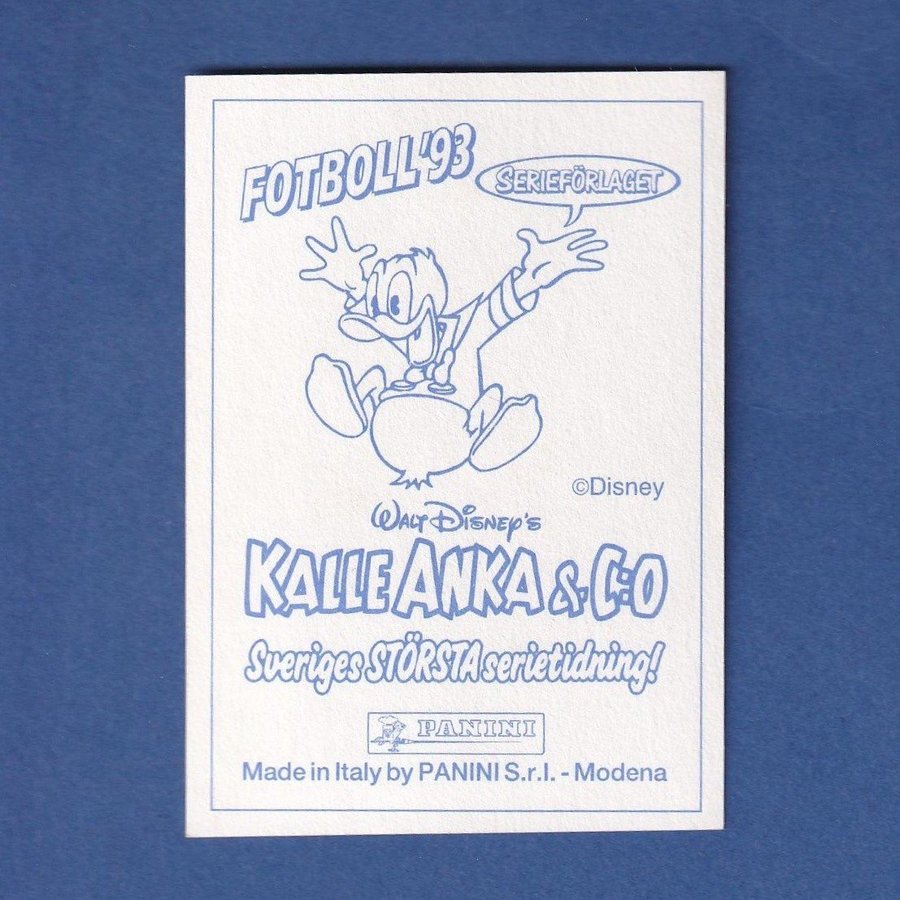 FOTBOLL'93
SERIEFÖRLAGET
©Disney
WALT DISNEY'S
KALLE ANKA & C:O
Sveriges STÖRSTA serietidning!
PANINI
Made in Italy by PANINI S.r.l. - Modena